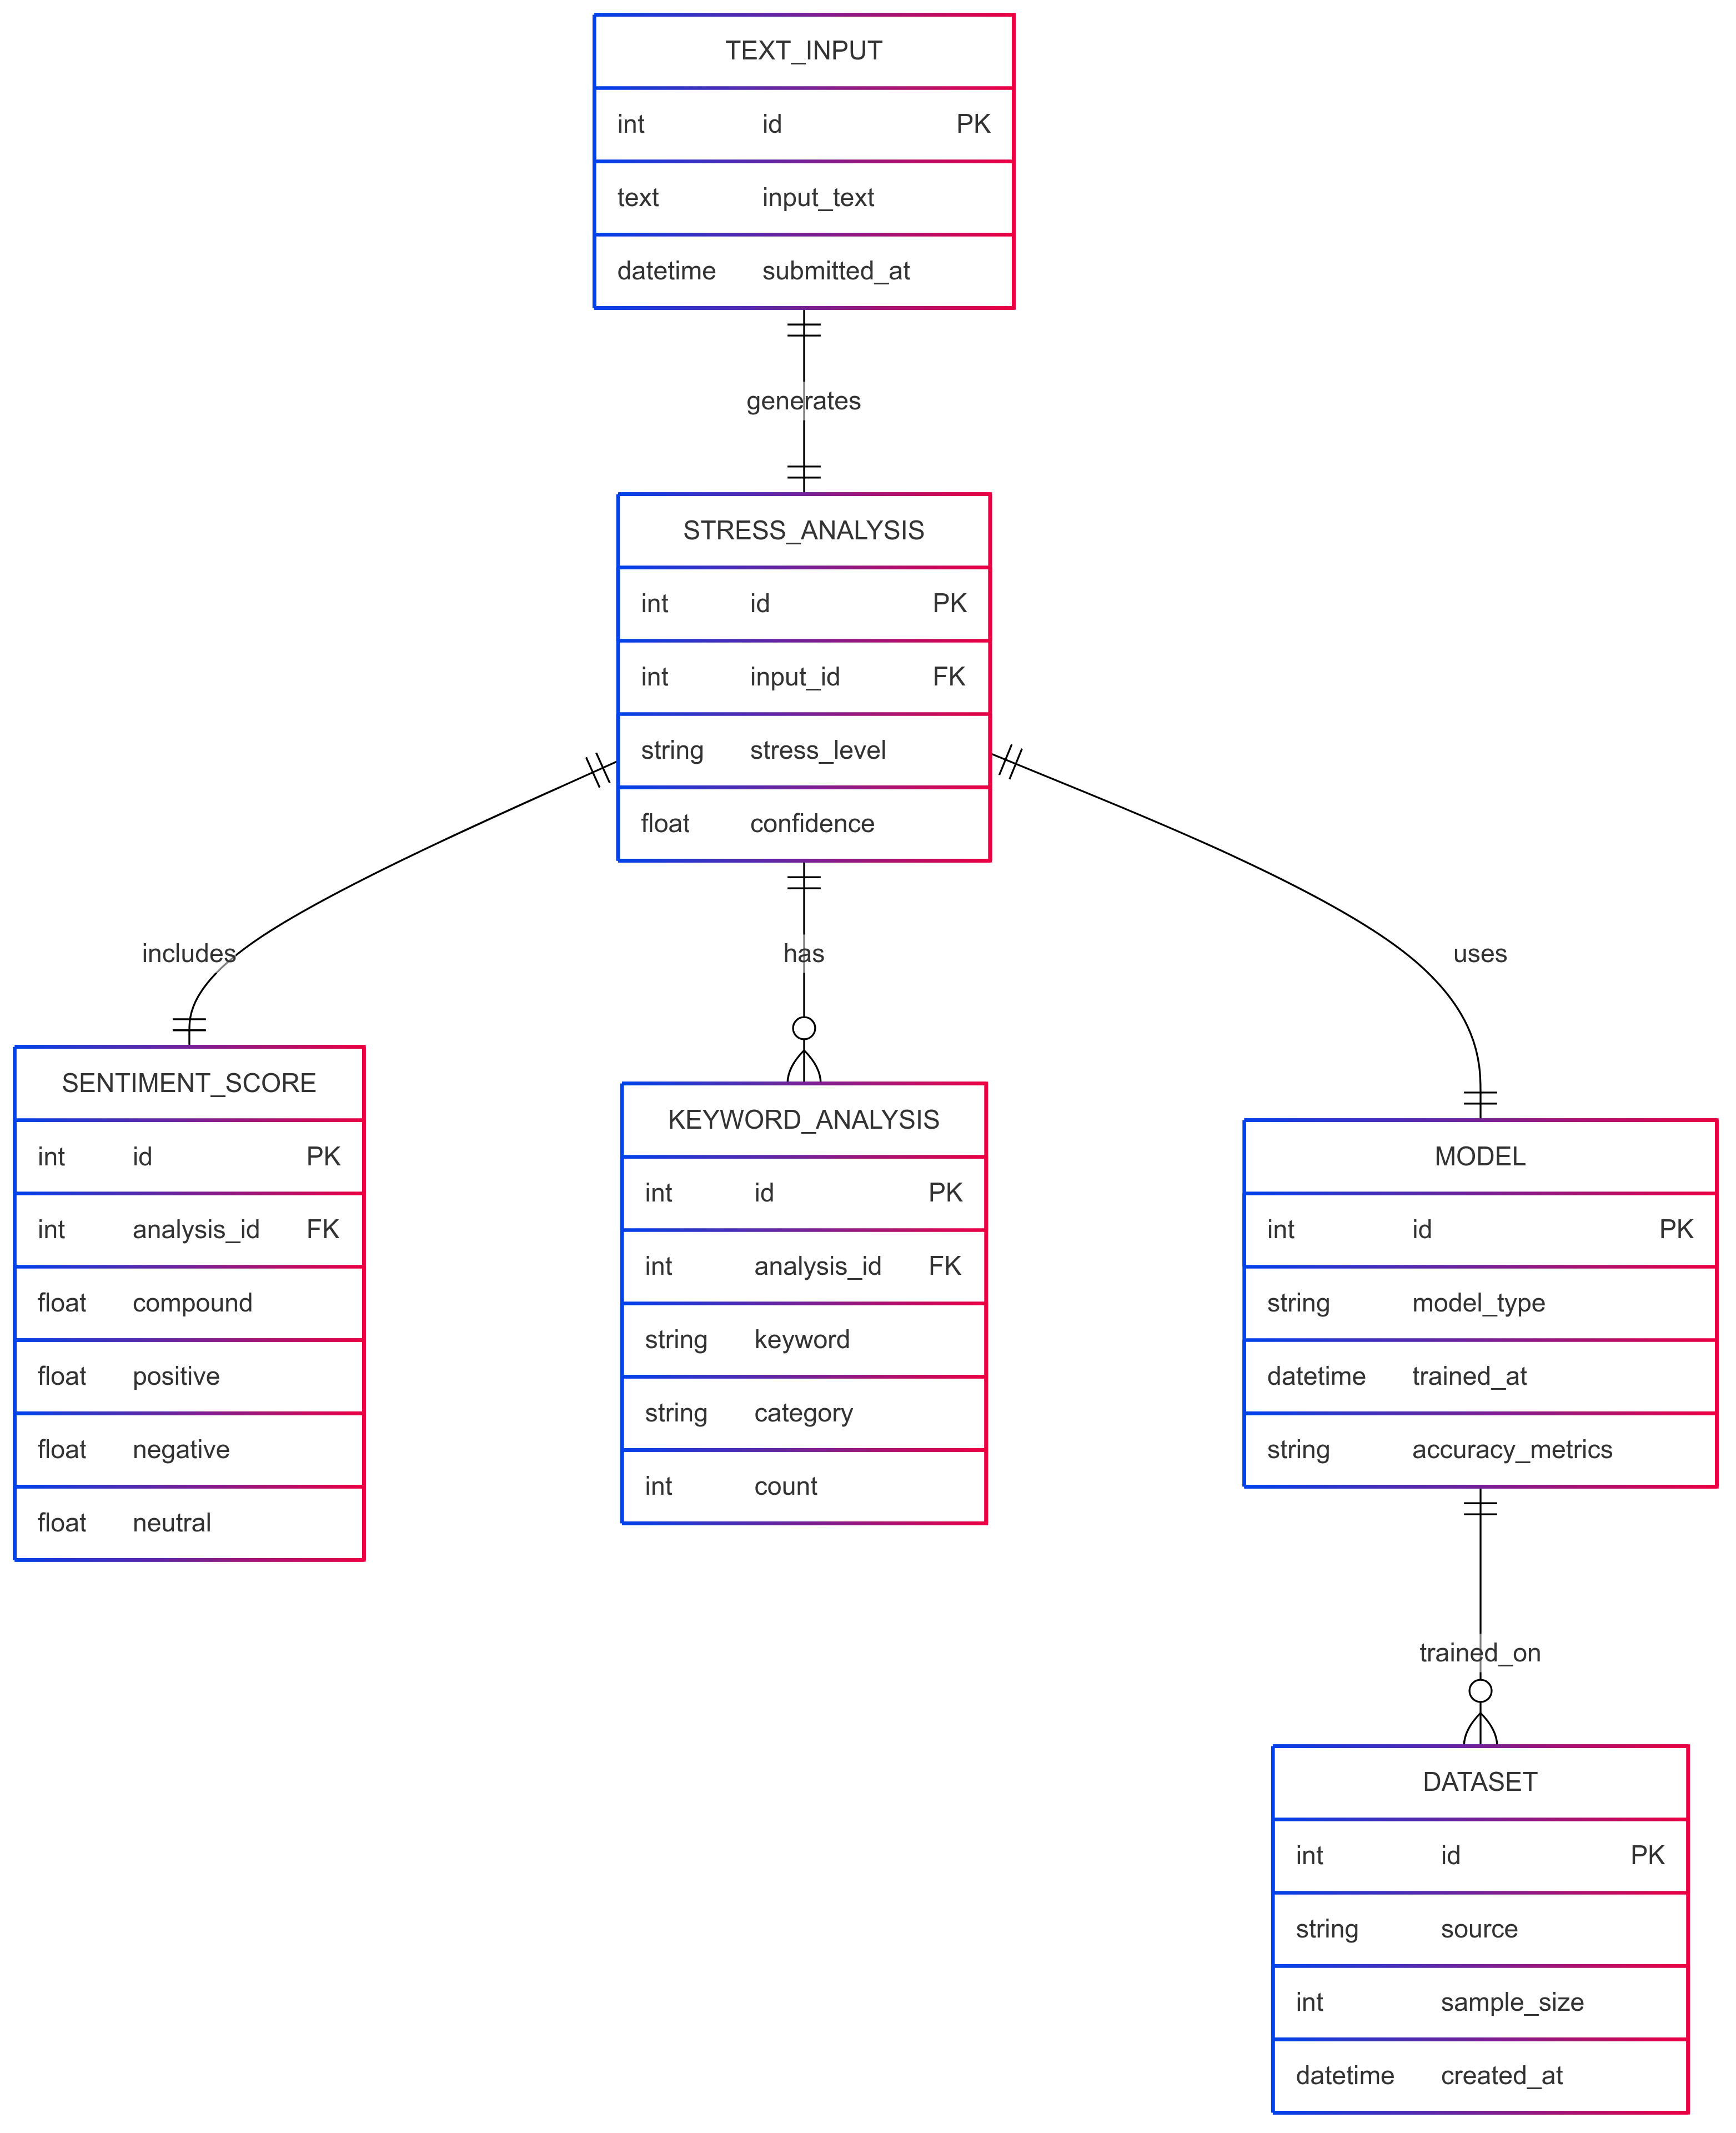 TEXT_INPUT
int id PK
text input_text
datetime submitted_at
generates
STRESS_ANALYSIS
int id PK
int input_id FK
string stress_level
float confidence
includes
has
uses
SENTIMENT_SCORE
int id PK
int analysis_id FK
float compound
float positive
float negative
float neutral
KEYWORD_ANALYSIS
int id PK
int analysis_id FK
string keyword
string category
int count
MODEL
int id PK
string model_type
datetime trained_at
string accuracy_metrics
trained_on
DATASET
int id PK
string source
int sample_size
datetime created_at